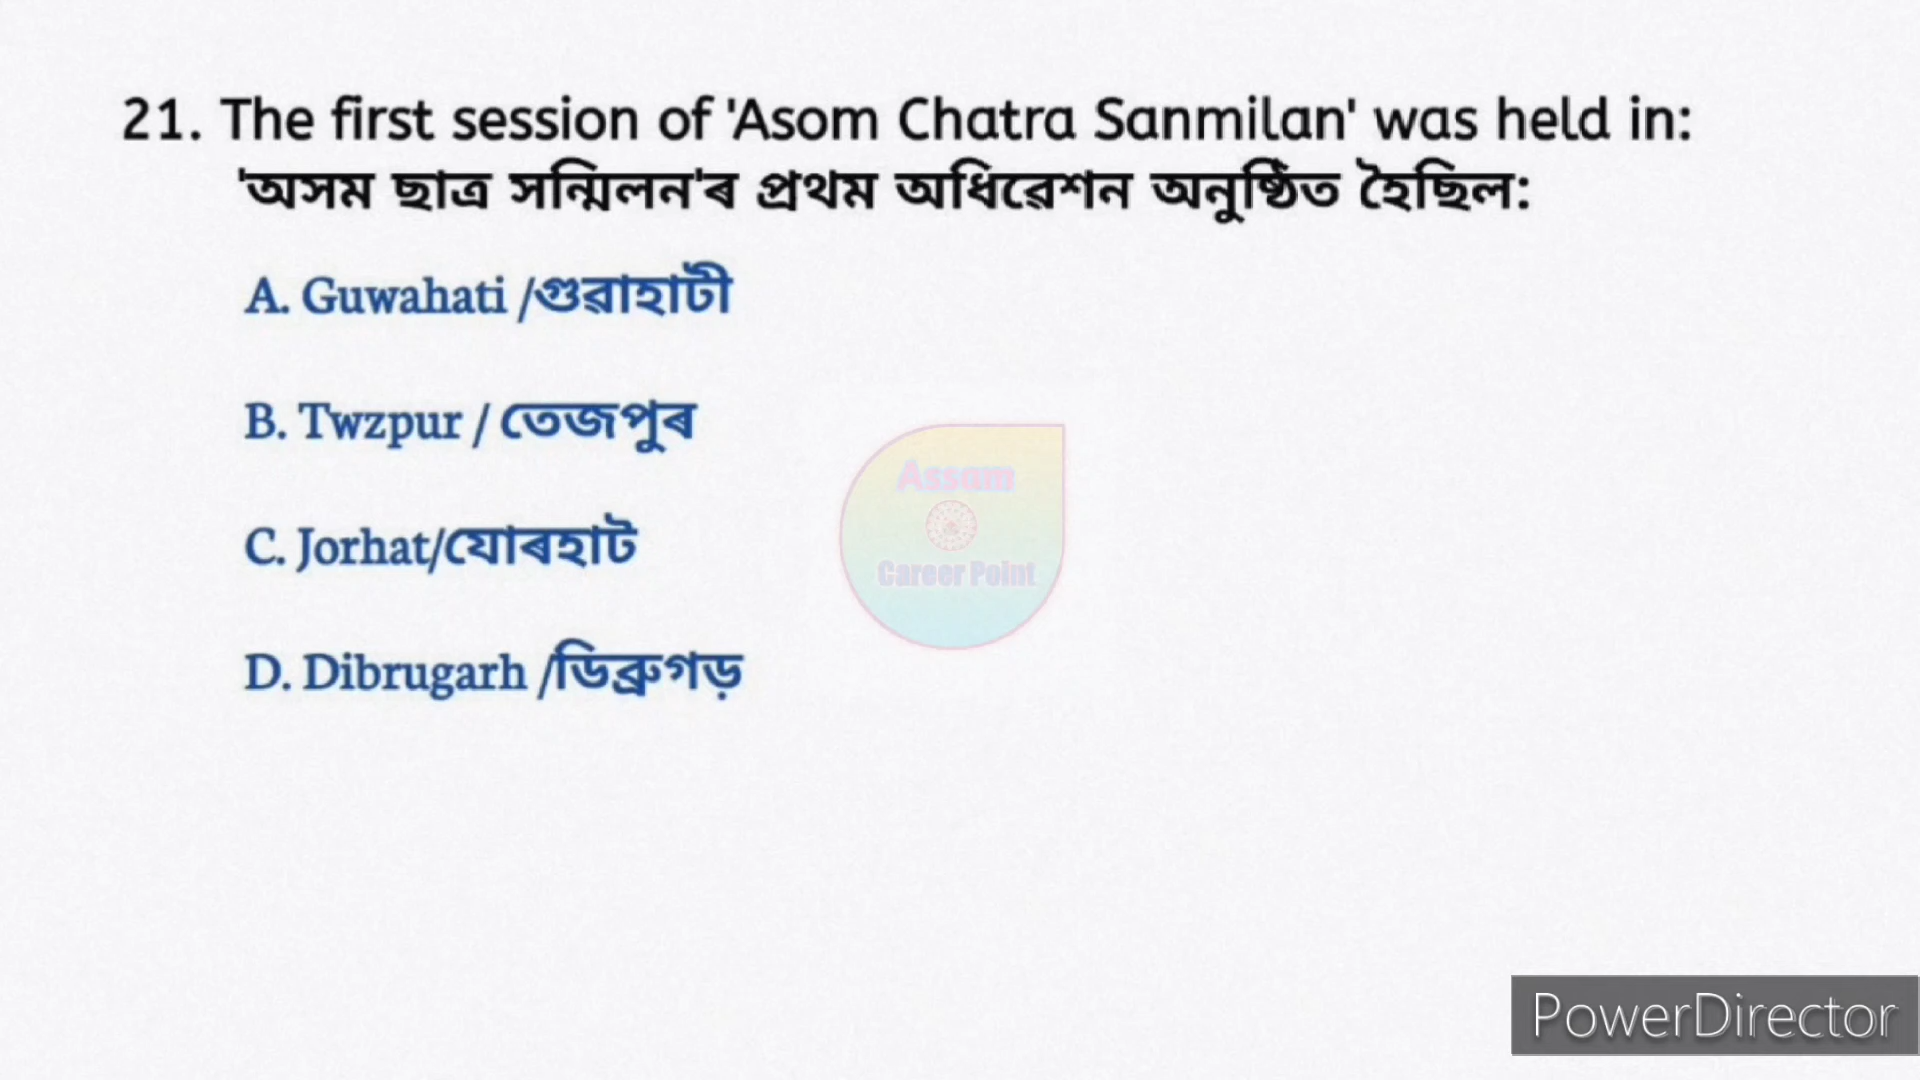 21. The first session of 'Asom Chatra Sanmilan' was held in:
'অসম ছাত্ৰ সন্মিলন'ৰ প্ৰথম অধিৱেশন অনুষ্ঠিত হৈছিল:
A. Guwahati /গুৱাহাটী
B. Twzpur / তেজপুৰ
C. Jorhat/যোৰহাট
D. Dibrugarh /ডিব্ৰুগড়
Assam
Career Point
PowerDirector